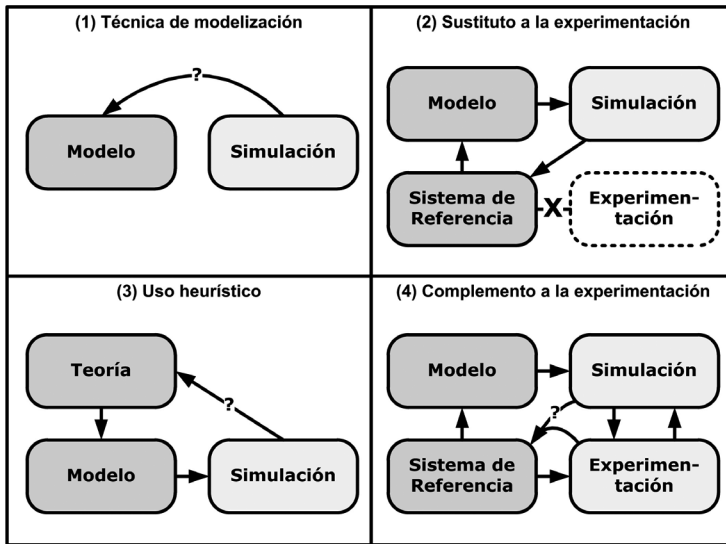 (1) Técnica de modelización
?
Modelo
Simulación
(2) Sustituto a la experimentación
Modelo
Simulación
Sistema de
Referencia
X
Experimen-
tación
(3) Uso heurístico
Teoría
?
Modelo
Simulación
(4) Complemento a la experimentación
Modelo
Simulación
?
Sistema de
Referencia
Experimen-
tación